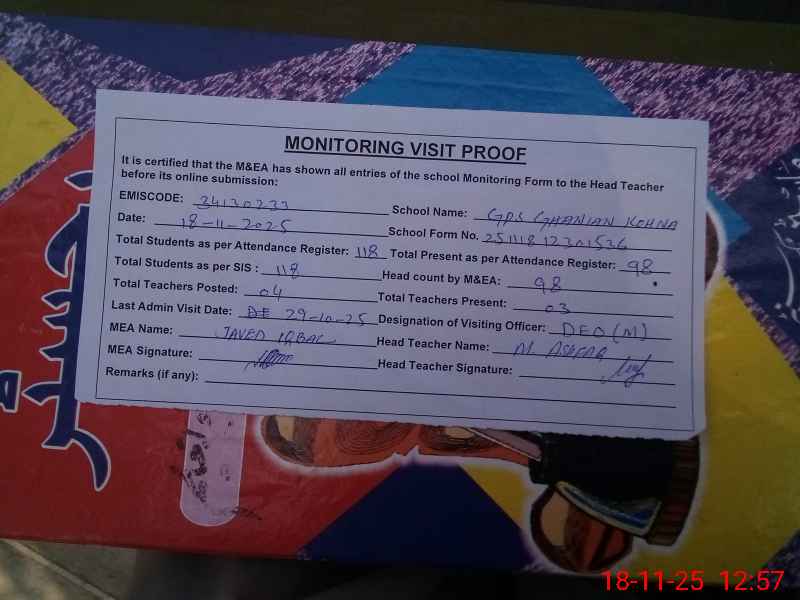 MONITORING VISIT PROOF
It is certified that the M&EA has shown all entries of the school Monitoring Form to the Head Teacher
before its online submission:
EMISCODE: 34130233 School Name: GPS GHANIAN KOHNA
Date: 18-11-2025 School Form No. 25111812301536
Total Students as per Attendance Register: 118 Total Present as per Attendance Register: 98
Total Students as per SIS : 118 Head count by M&EA: 98
Total Teachers Posted: 04 Total Teachers Present: 03
Last Admin Visit Date: 29-10-25 Designation of Visiting Officer: DEO (M)
MEA Name: JAVED IQBAL Head Teacher Name: M. ASHFAQ
MEA Signature: Head Teacher Signature:
Remarks (if any):
رجسٹر
18-11-25 12:57